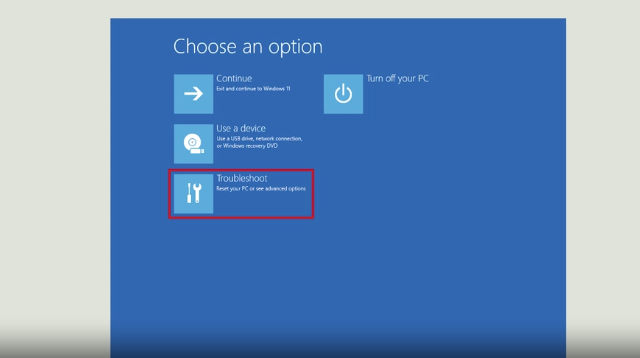 Choose an option
Continue
Exit and continue to Windows 11
Turn off your PC
Use a device
Use a USB drive, network connection,
or Windows recovery DVD
Troubleshoot
Reset your PC or see advanced options